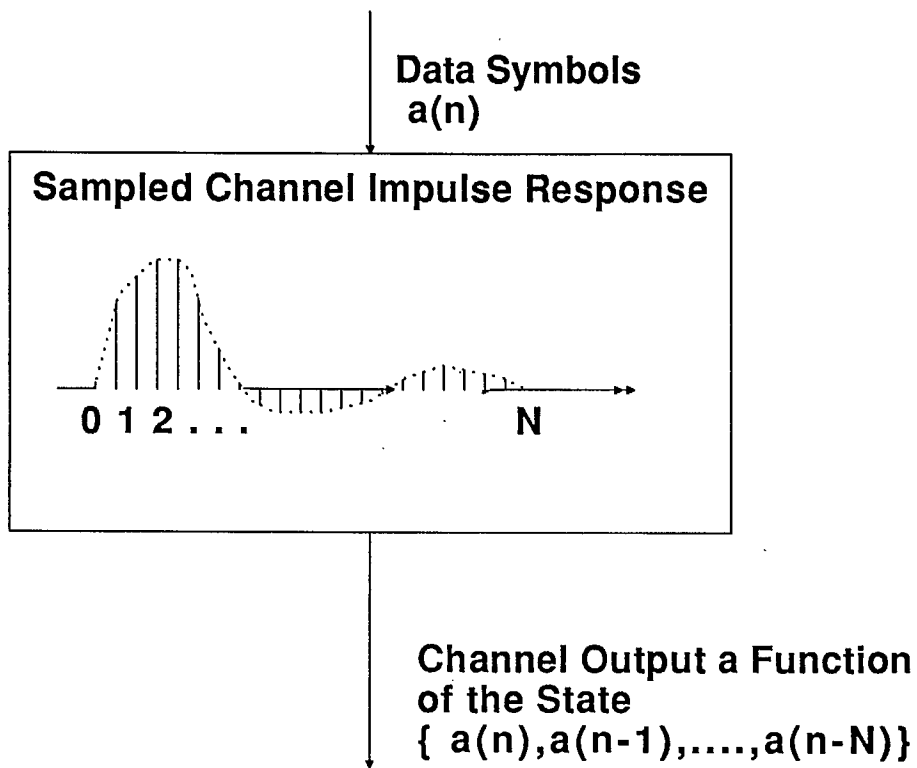 Data Symbols
a(n)
Sampled Channel Impulse Response
0 1 2 . . .
N
Channel Output a Function
of the State
{ a(n),a(n-1),....,a(n-N)}